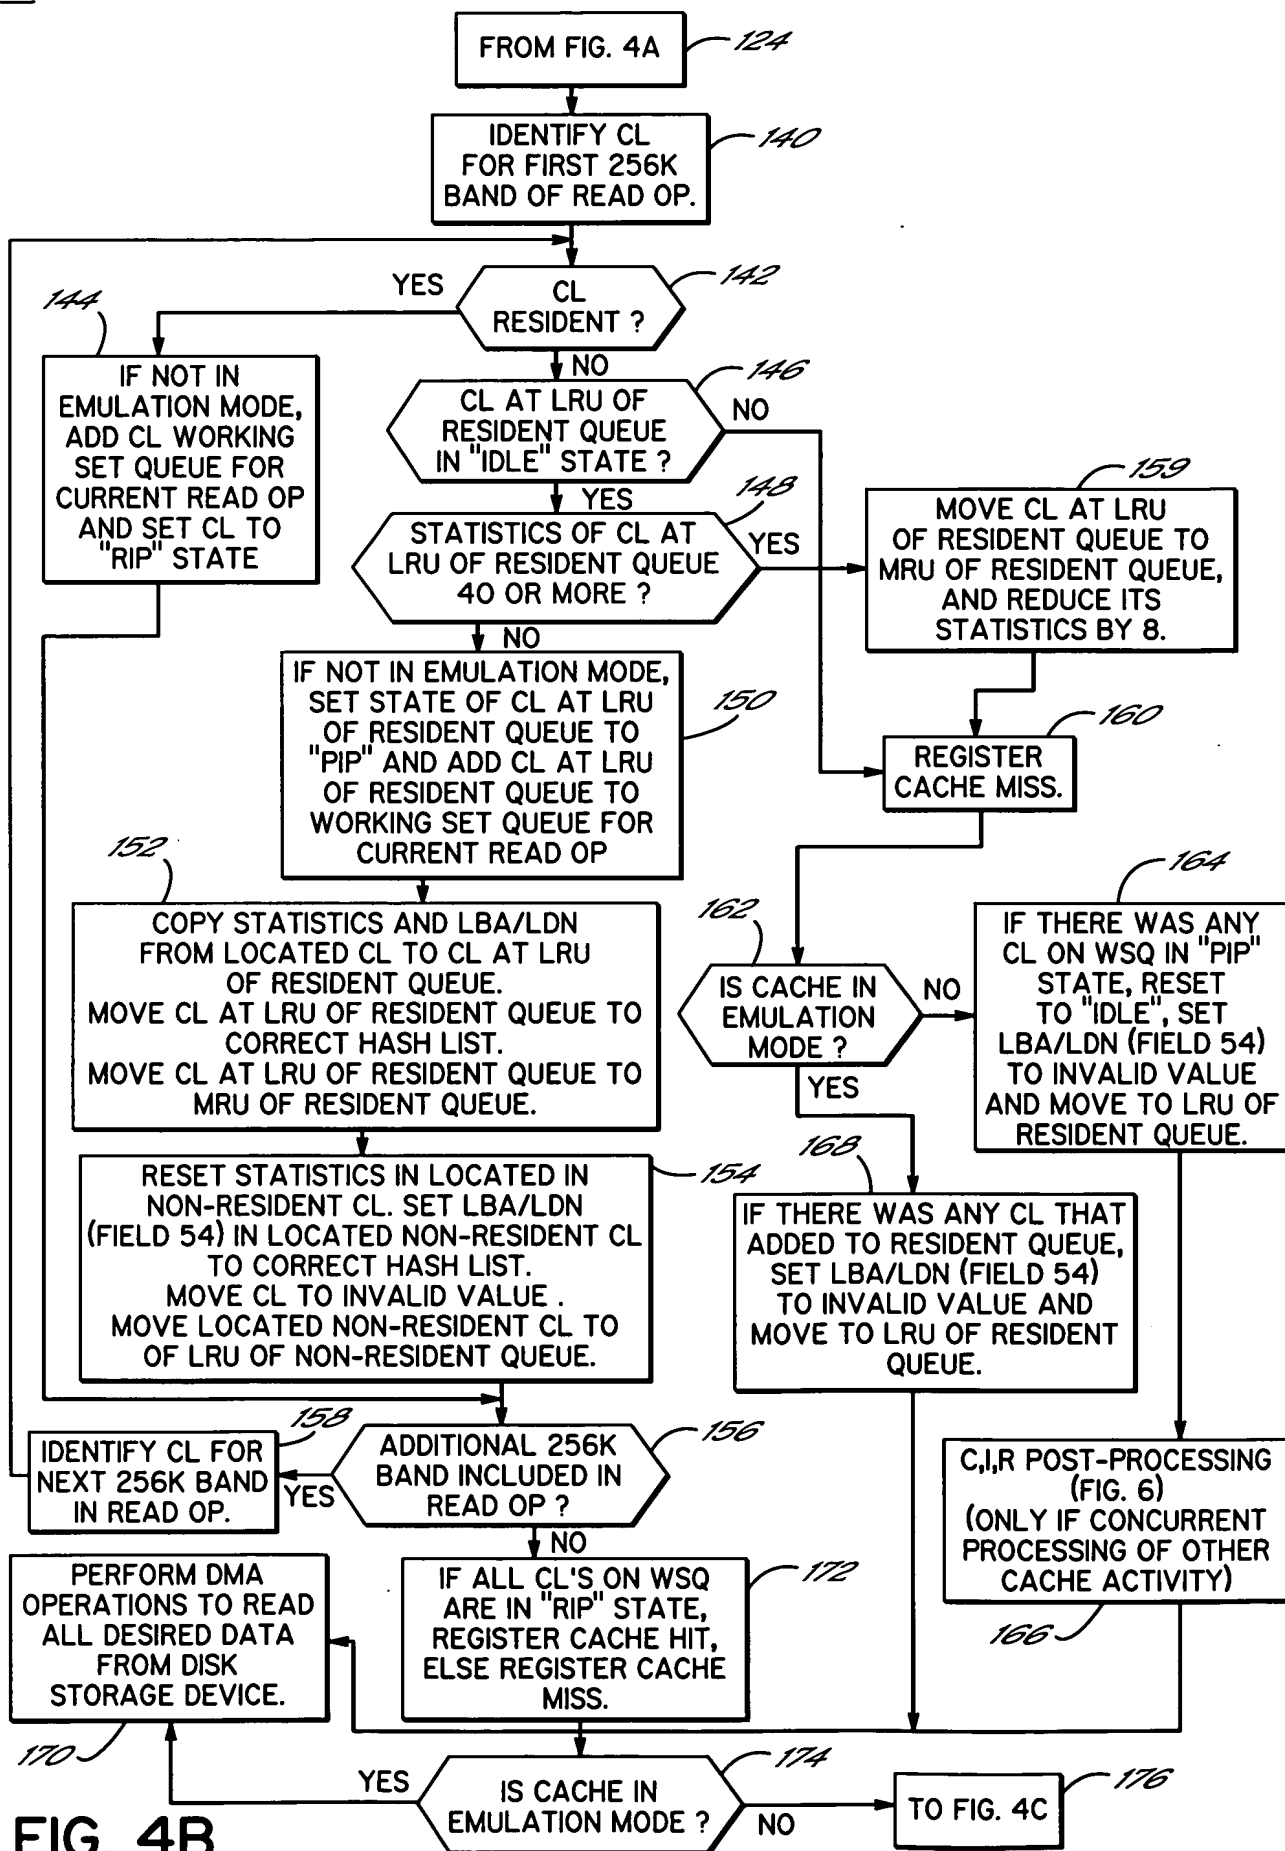 FROM FIG. 4A
124
IDENTIFY CL
FOR FIRST 256K
BAND OF READ OP.
140
CL
RESIDENT ?
142
YES
NO
144
IF NOT IN
EMULATION MODE,
ADD CL WORKING
SET QUEUE FOR
CURRENT READ OP
AND SET CL TO
"RIP" STATE
CL AT LRU OF
RESIDENT QUEUE
IN "IDLE" STATE ?
146
NO
YES
STATISTICS OF CL AT
LRU OF RESIDENT QUEUE
40 OR MORE ?
148
YES
NO
159
MOVE CL AT LRU
OF RESIDENT QUEUE TO
MRU OF RESIDENT QUEUE,
AND REDUCE ITS
STATISTICS BY 8.
IF NOT IN EMULATION MODE,
SET STATE OF CL AT LRU
OF RESIDENT QUEUE TO
"PIP" AND ADD CL AT LRU
OF RESIDENT QUEUE TO
WORKING SET QUEUE FOR
CURRENT READ OP
150
160
REGISTER
CACHE MISS.
152
COPY STATISTICS AND LBA/LDN
FROM LOCATED CL TO CL AT LRU
OF RESIDENT QUEUE.
MOVE CL AT LRU OF RESIDENT QUEUE TO
CORRECT HASH LIST.
MOVE CL AT LRU OF RESIDENT QUEUE TO
MRU OF RESIDENT QUEUE.
162
IS CACHE IN
EMULATION
MODE ?
NO
YES
164
IF THERE WAS ANY
CL ON WSQ IN "PIP"
STATE, RESET
TO "IDLE", SET
LBA/LDN (FIELD 54)
TO INVALID VALUE
AND MOVE TO LRU OF
RESIDENT QUEUE.
RESET STATISTICS IN LOCATED IN
NON-RESIDENT CL. SET LBA/LDN
(FIELD 54) IN LOCATED NON-RESIDENT CL
TO CORRECT HASH LIST.
MOVE CL TO INVALID VALUE .
MOVE LOCATED NON-RESIDENT CL TO
OF LRU OF NON-RESIDENT QUEUE.
154
168
IF THERE WAS ANY CL THAT
ADDED TO RESIDENT QUEUE,
SET LBA/LDN (FIELD 54)
TO INVALID VALUE AND
MOVE TO LRU OF RESIDENT
QUEUE.
158
IDENTIFY CL FOR
NEXT 256K BAND
IN READ OP.
YES
ADDITIONAL 256K
BAND INCLUDED IN
READ OP ?
156
NO
C,I,R POST-PROCESSING
(FIG. 6)
(ONLY IF CONCURRENT
PROCESSING OF OTHER
CACHE ACTIVITY)
166
PERFORM DMA
OPERATIONS TO READ
ALL DESIRED DATA
FROM DISK
STORAGE DEVICE.
170
IF ALL CL'S ON WSQ
ARE IN "RIP" STATE,
REGISTER CACHE HIT,
ELSE REGISTER CACHE
MISS.
172
YES
IS CACHE IN
EMULATION MODE ?
174
NO
TO FIG. 4C
176
FIG. 4B